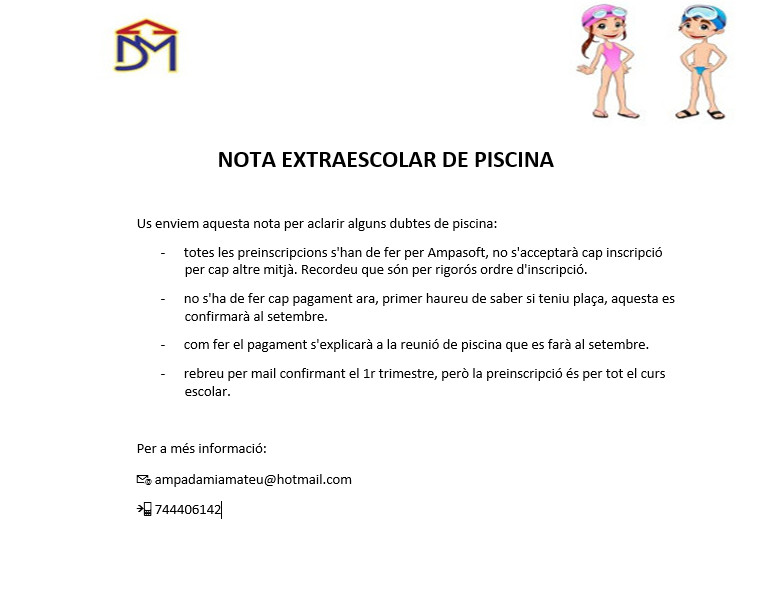 DM
NOTA EXTRAESCOLAR DE PISCINA
Us enviem aquesta nota per aclarir alguns dubtes de piscina:
- totes les preinscripcions s'han de fer per Ampasoft, no s'acceptarà cap inscripció
per cap altre mitjà. Recordeu que són per rigorós ordre d'inscripció.
- no s'ha de fer cap pagament ara, primer haureu de saber si teniu plaça, aquesta es
confirmarà al setembre.
- com fer el pagament s'explicarà a la reunió de piscina que es farà al setembre.
- rebreu per mail confirmant el 1r trimestre, però la preinscripció és per tot el curs
escolar.
Per a més informació:
ampadamiamateu@hotmail.com
744406142